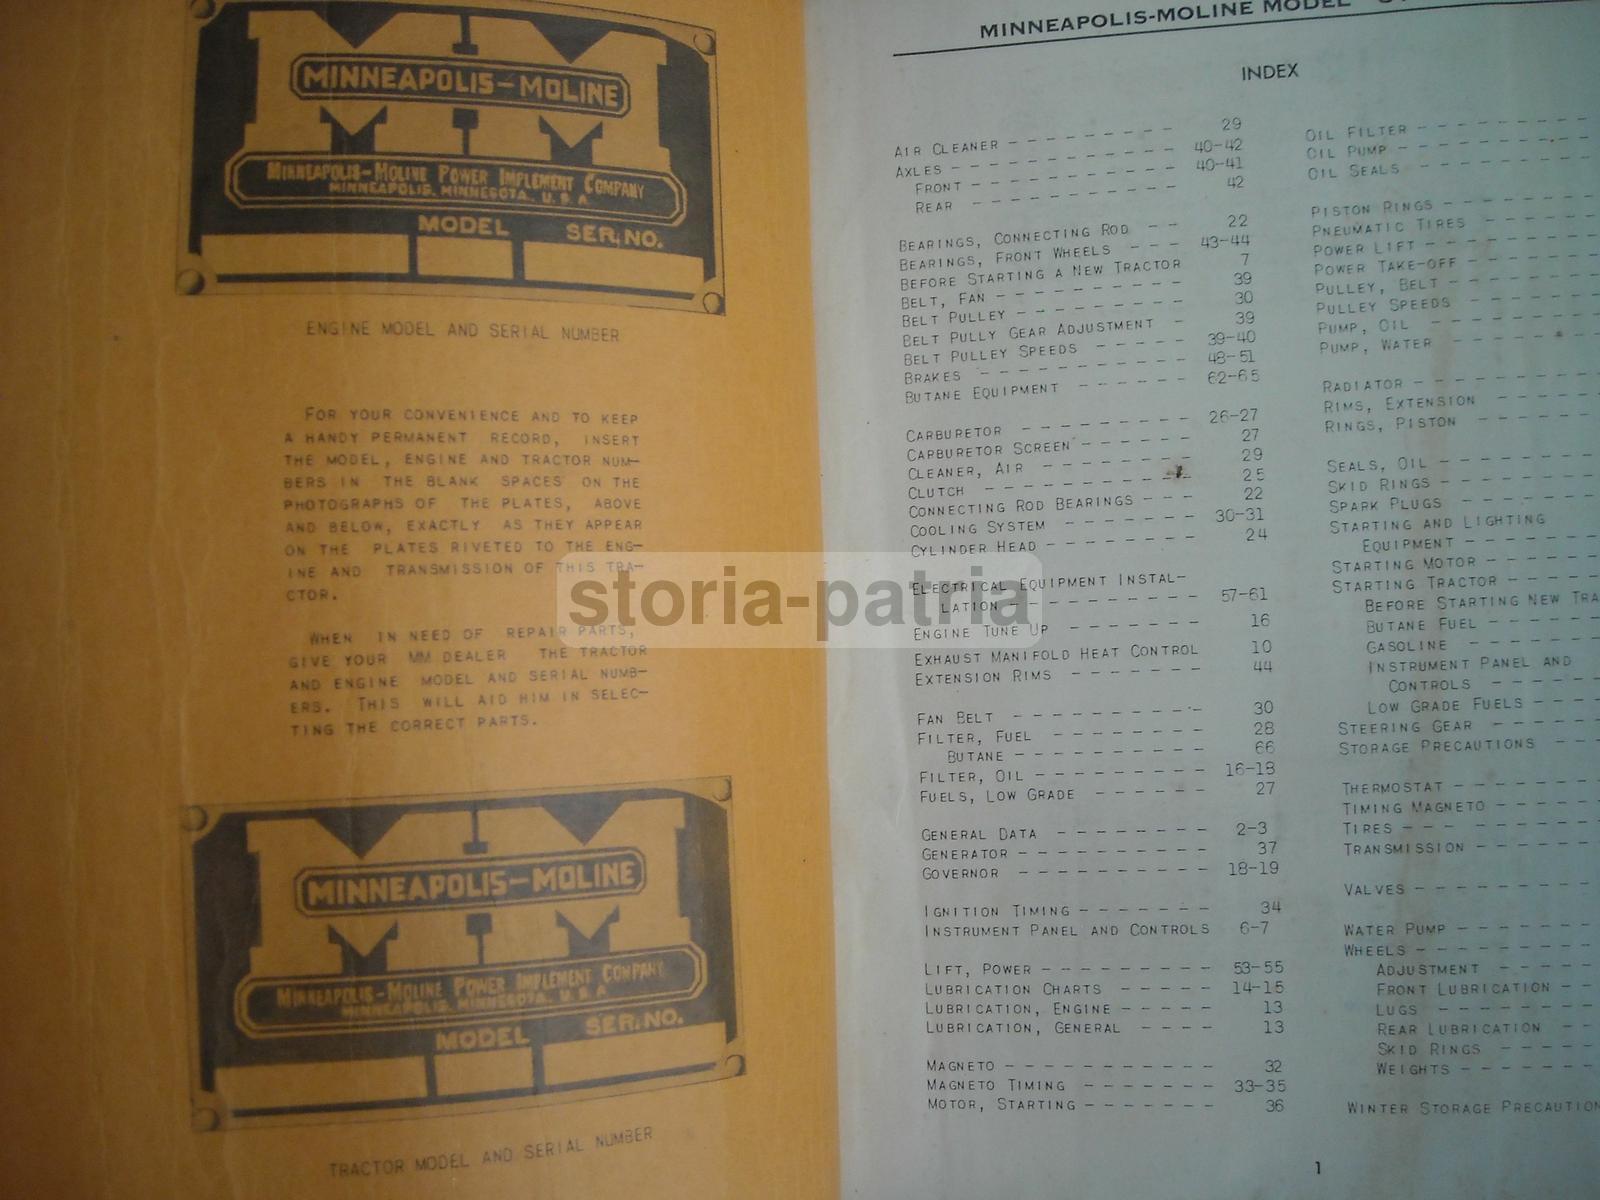 MINNEAPOLIS-MOLINE
MINNEAPOLIS-MOLINE POWER IMPLEMENT COMPANY
MINNEAPOLIS, MINNESOTA, U.S.A.
MODEL SER. NO.
ENGINE MODEL AND SERIAL NUMBER
FOR YOUR CONVENIENCE AND TO KEEP
A HANDY PERMANENT RECORD, INSERT
THE MODEL, ENGINE AND TRACTOR NUM-
BERS IN THE BLANK SPACES ON THE
PHOTOGRAPHS OF THE PLATES, ABOVE
AND BELOW, EXACTLY AS THEY APPEAR
ON THE PLATES RIVETED TO THE ENG-
INE AND TRANSMISSION OF THIS TRA-
CTOR.
WHEN IN NEED OF REPAIR PARTS,
GIVE YOUR MM DEALER THE TRACTOR
AND ENGINE MODEL AND SERIAL NUMB-
ERS. THIS WILL AID HIM IN SELEC-
TING THE CORRECT PARTS.
MINNEAPOLIS-MOLINE
MINNEAPOLIS-MOLINE POWER IMPLEMENT COMPANY
MINNEAPOLIS, MINNESOTA, U.S.A.
MODEL SER. NO.
TRACTOR MODEL AND SERIAL NUMBER
storia-patria
MINNEAPOLIS-MOLINE MODEL
INDEX
AIR CLEANER - - - - - - - - 29
AXLES - - - - - - - - - - - 40-42
FRONT - - - - - - - - - - 40-41
REAR - - - - - - - - - - 42
BEARINGS, CONNECTING ROD - - 22
BEARINGS, FRONT WHEELS - - - 43-44
BEFORE STARTING A NEW TRACTOR 7
BELT, FAN - - - - - - - - - 39
BELT PULLEY - - - - - - - - 30
BELT PULLY GEAR ADJUSTMENT - 39
BELT PULLEY SPEEDS - - - - - 39-40
BRAKES - - - - - - - - - - - 48-51
BUTANE EQUIPMENT - - - - - - 62-65
CARBURETOR - - - - - - - - - 26-27
CARBURETOR SCREEN - - - - - - 27
CLEANER, AIR - - - - - - - - 29
CLUTCH - - - - - - - - - - - 25
CONNECTING ROD BEARINGS - - - 22
COOLING SYSTEM - - - - - - - 30-31
CYLINDER HEAD - - - - - - - - 24
ELECTRICAL EQUIPMENT INSTAL-
LATION - - - - - - - - - - 57-61
ENGINE TUNE UP - - - - - - - 16
EXHAUST MANIFOLD HEAT CONTROL 10
EXTENSION RIMS - - - - - - - 44
FAN BELT - - - - - - - - - - 30
FILTER, FUEL - - - - - - - - 28
BUTANE - - - - - - - - - - 66
FILTER, OIL - - - - - - - - - 16-18
FUELS, LOW GRADE - - - - - - 27
GENERAL DATA - - - - - - - - 2-3
GENERATOR - - - - - - - - - 37
GOVERNOR - - - - - - - - - - 18-19
IGNITION TIMING - - - - - - - 34
INSTRUMENT PANEL AND CONTROLS 6-7
LIFT, POWER - - - - - - - - - 53-55
LUBRICATION CHARTS - - - - - 14-15
LUBRICATION, ENGINE - - - - - 13
LUBRICATION, GENERAL - - - - 13
MAGNETO - - - - - - - - - - - 32
MAGNETO TIMING - - - - - - - 33-35
MOTOR, STARTING - - - - - - - 36
OIL FILTER - - - - - - - - -
OIL PUMP - - - - - - - - - -
OIL SEALS - - - - - - - - -
PISTON RINGS - - - - - - - -
PNEUMATIC TIRES - - - - - -
POWER LIFT - - - - - - - - -
POWER TAKE-OFF - - - - - - -
PULLEY, BELT - - - - - - - -
PULLEY SPEEDS - - - - - - -
PUMP, OIL - - - - - - - - -
PUMP, WATER - - - - - - - -
RADIATOR - - - - - - - - - -
RIMS, EXTENSION - - - - - -
RINGS, PISTON - - - - - - -
SEALS, OIL - - - - - - - - -
SKID RINGS - - - - - - - - -
SPARK PLUGS - - - - - - - -
STARTING AND LIGHTING
EQUIPMENT - - - - - - - -
STARTING MOTOR - - - - - - -
STARTING TRACTOR - - - - - -
BEFORE STARTING NEW TRA
BUTANE FUEL - - - - - - -
GASOLINE - - - - - - - - -
INSTRUMENT PANEL AND
CONTROLS - - - - - - - -
LOW GRADE FUELS - - - - -
STEERING GEAR - - - - - - -
STORAGE PRECAUTIONS - - - -
THERMOSTAT - - - - - - - - -
TIMING MAGNETO - - - - - - -
TIRES - - - - - - - - - - -
TRANSMISSION - - - - - - - -
VALVES - - - - - - - - - - -
WATER PUMP - - - - - - - - -
WHEELS - - - - - - - - - - -
ADJUSTMENT - - - - - - - -
FRONT LUBRICATION - - - -
LUGS - - - - - - - - - - -
REAR LUBRICATION - - - - -
SKID RINGS - - - - - - - -
WEIGHTS - - - - - - - - -
WINTER STORAGE PRECAUTION
1